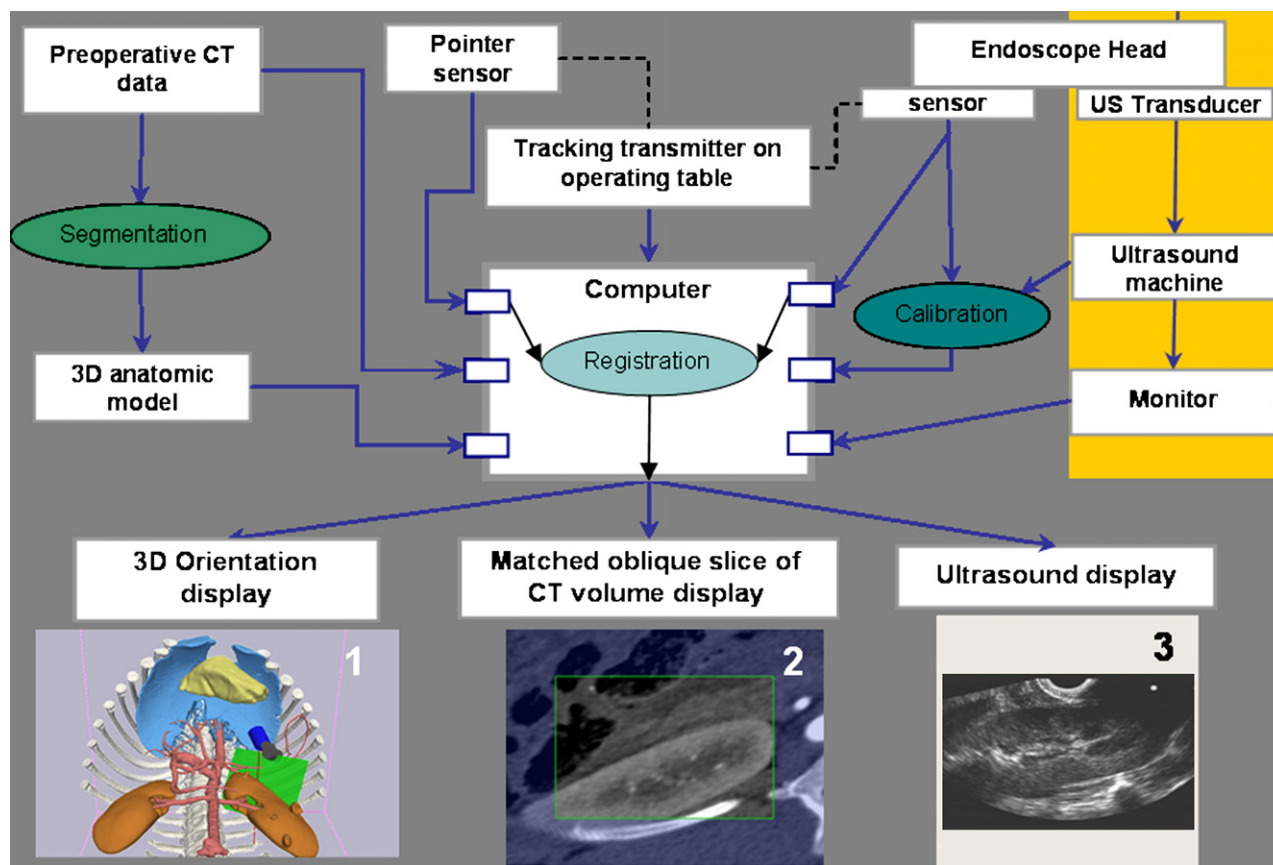 Preoperative CT
data
Pointer
sensor
Endoscope Head
sensor
US Transducer
Tracking transmitter on
operating table
Segmentation
Computer
Ultrasound
machine
Calibration
Registration
3D anatomic
model
Monitor
3D Orientation
display
Matched oblique slice of
CT volume display
Ultrasound display
1
2
3